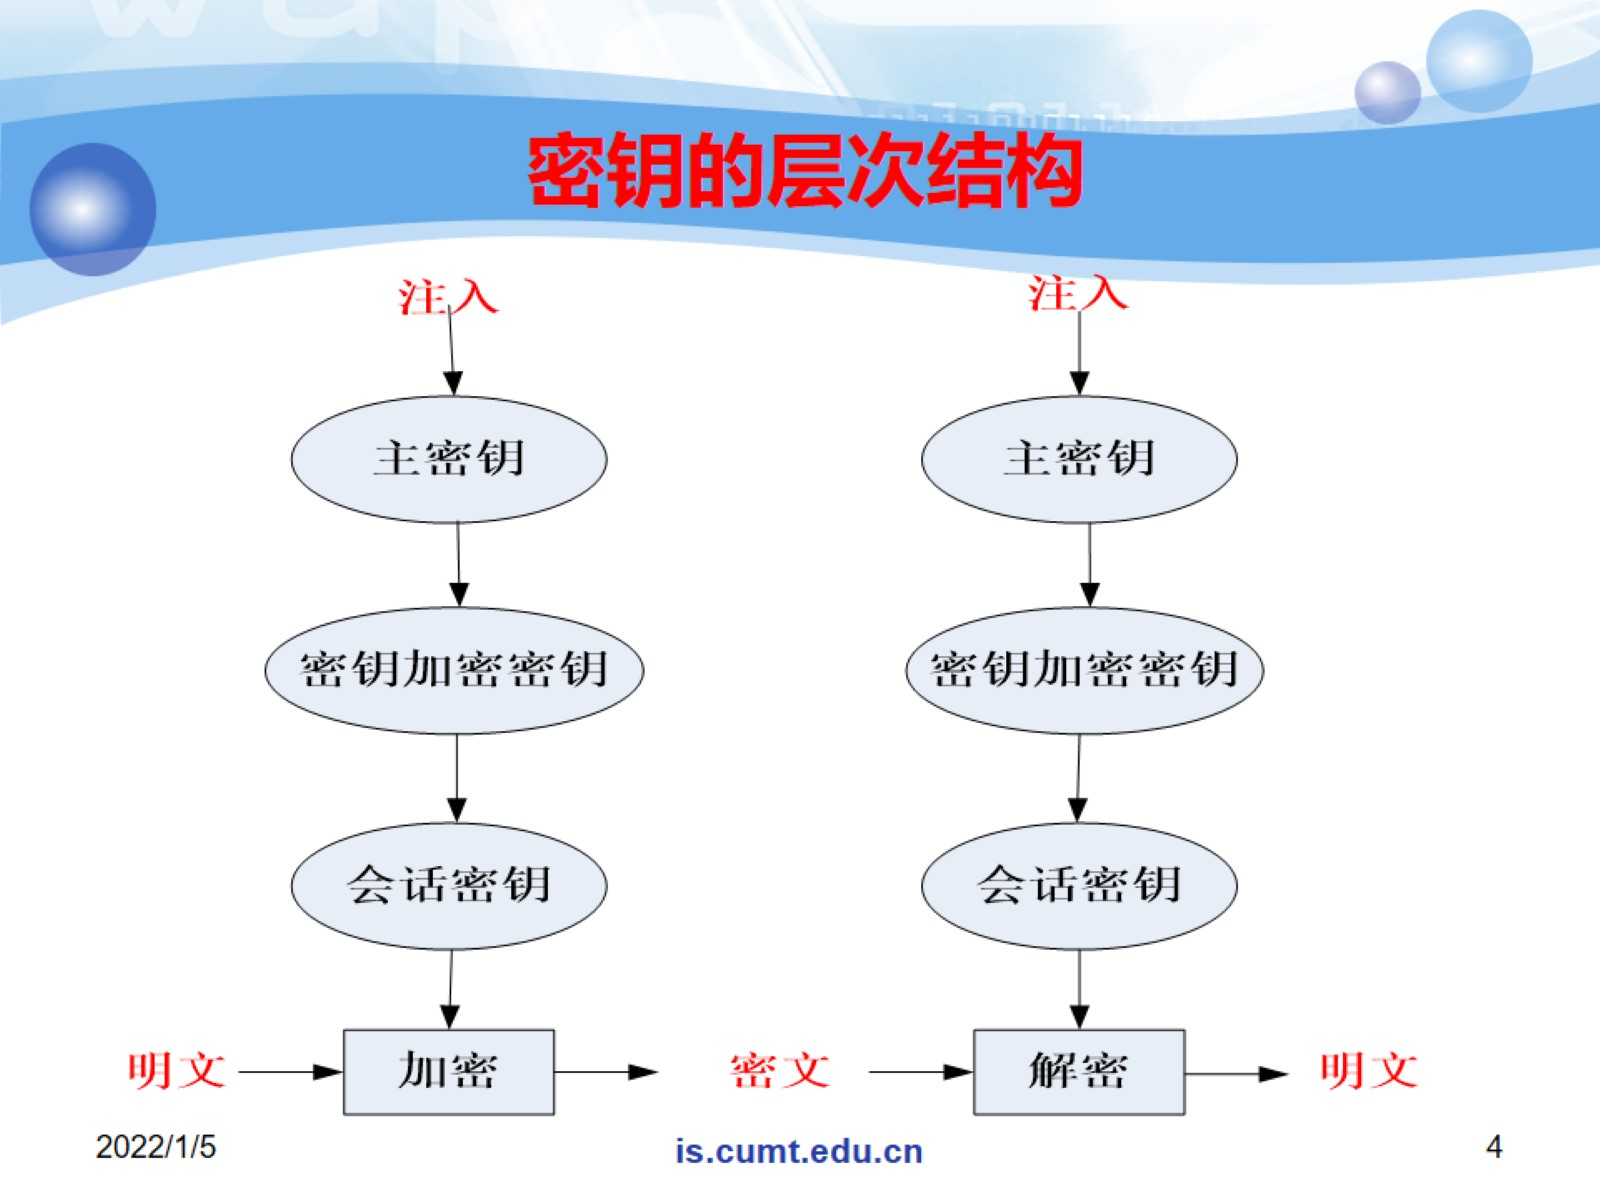 密钥的层次结构
注入
注入
主密钥
主密钥
密钥加密密钥
密钥加密密钥
会话密钥
会话密钥
明文
加密
密文
解密
明文
2022/1/5
is.cumt.edu.cn
4